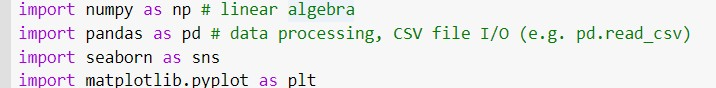 import numpy as np # linear algebra
import pandas as pd # data processing, CSV file I/O (e.g. pd.read_csv)
import seaborn as sns
import matplotlib.pyplot as plt